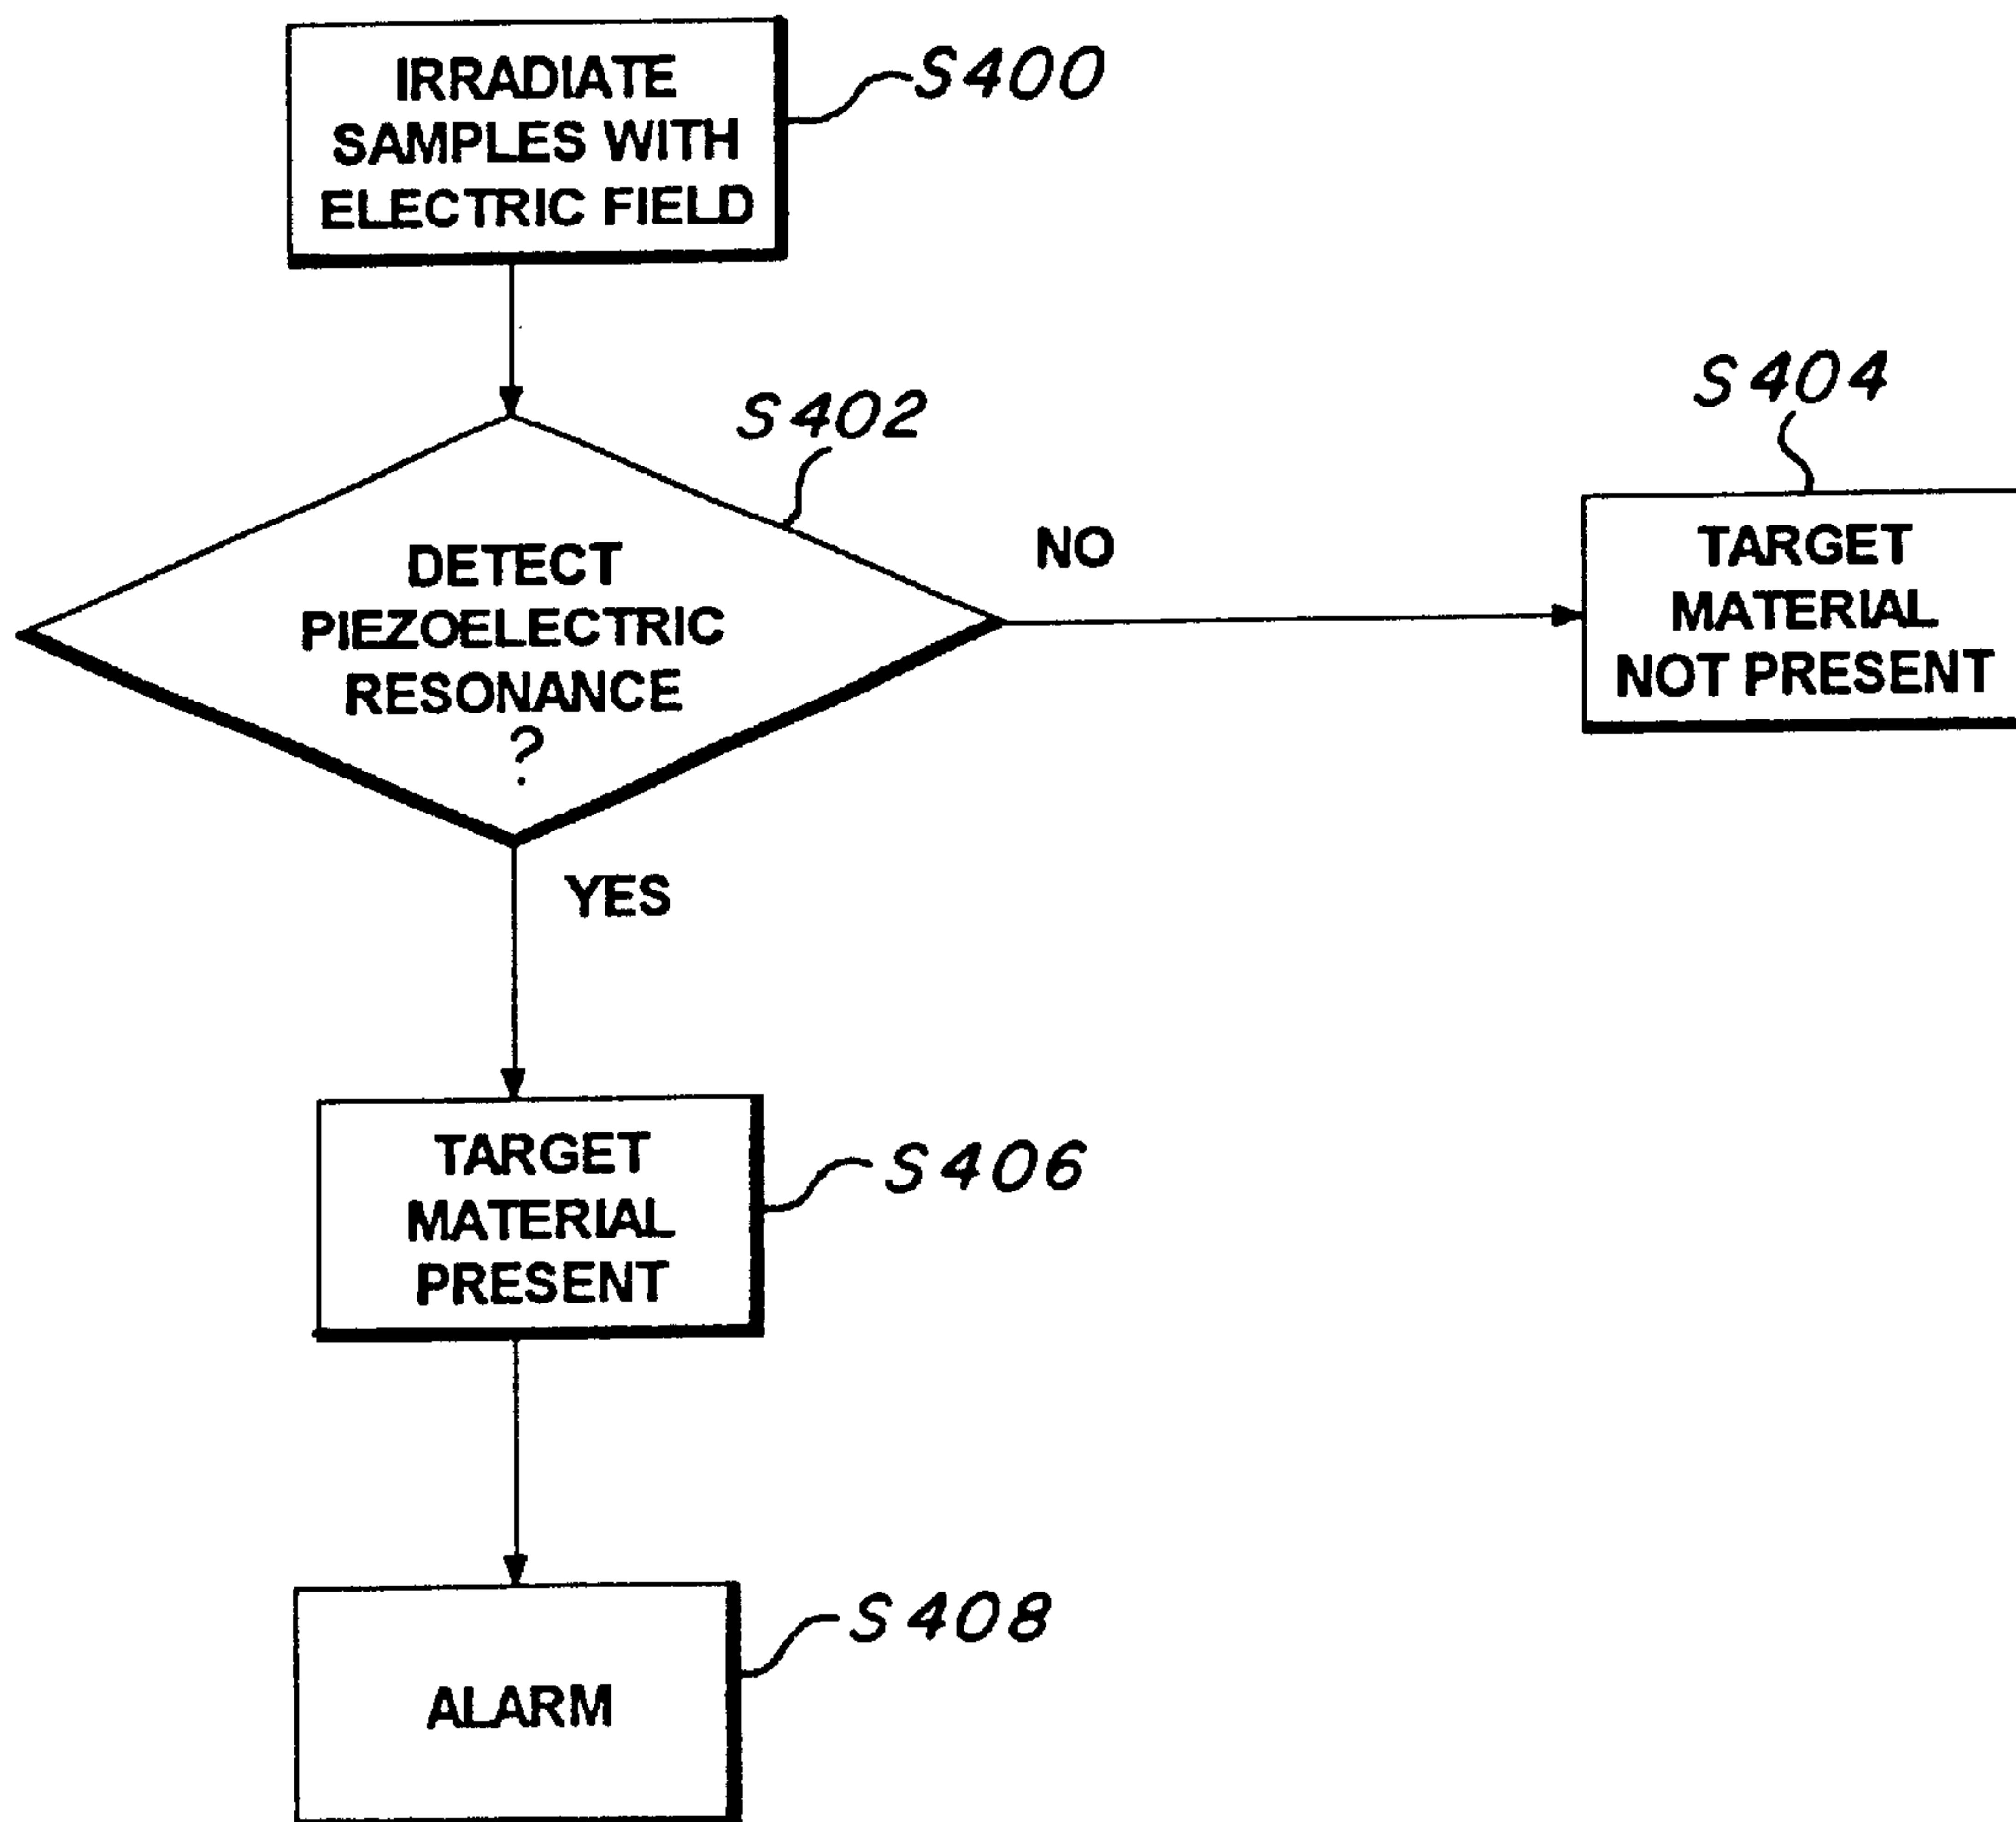 IRRADIATE
SAMPLES WITH
ELECTRIC FIELD
S400
S402
S404
DETECT
PIEZOELECTRIC
RESONANCE
?
NO
TARGET
MATERIAL
NOT PRESENT
YES
TARGET
MATERIAL
PRESENT
S406
ALARM
S408